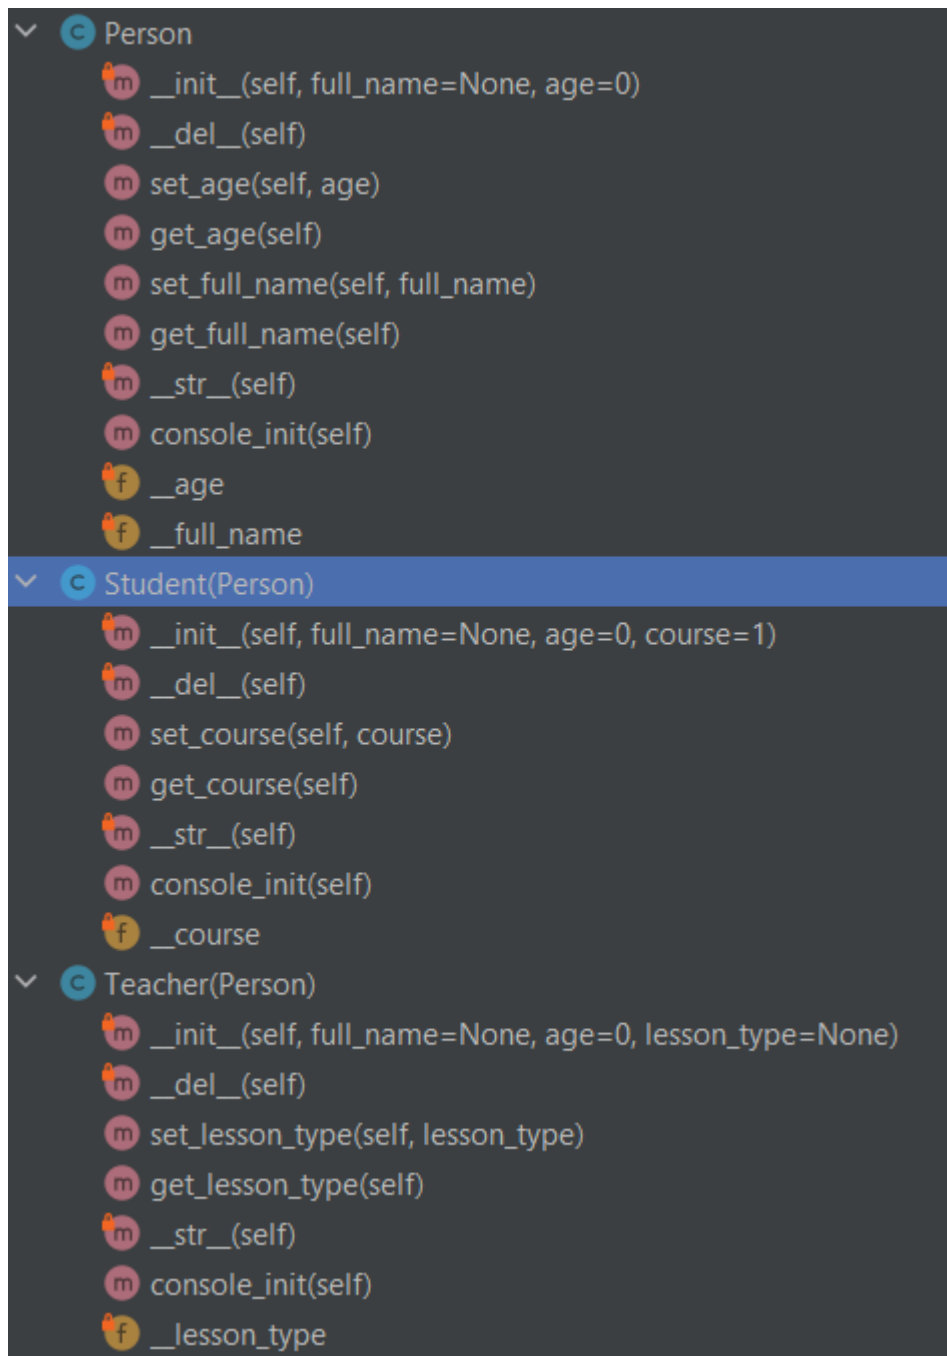 Person
__init__(self, full_name=None, age=0)
__del__(self)
set_age(self, age)
get_age(self)
set_full_name(self, full_name)
get_full_name(self)
__str__(self)
console_init(self)
__age
__full_name
Student(Person)
__init__(self, full_name=None, age=0, course=1)
__del__(self)
set_course(self, course)
get_course(self)
__str__(self)
console_init(self)
__course
Teacher(Person)
__init__(self, full_name=None, age=0, lesson_type=None)
__del__(self)
set_lesson_type(self, lesson_type)
get_lesson_type(self)
__str__(self)
console_init(self)
__lesson_type